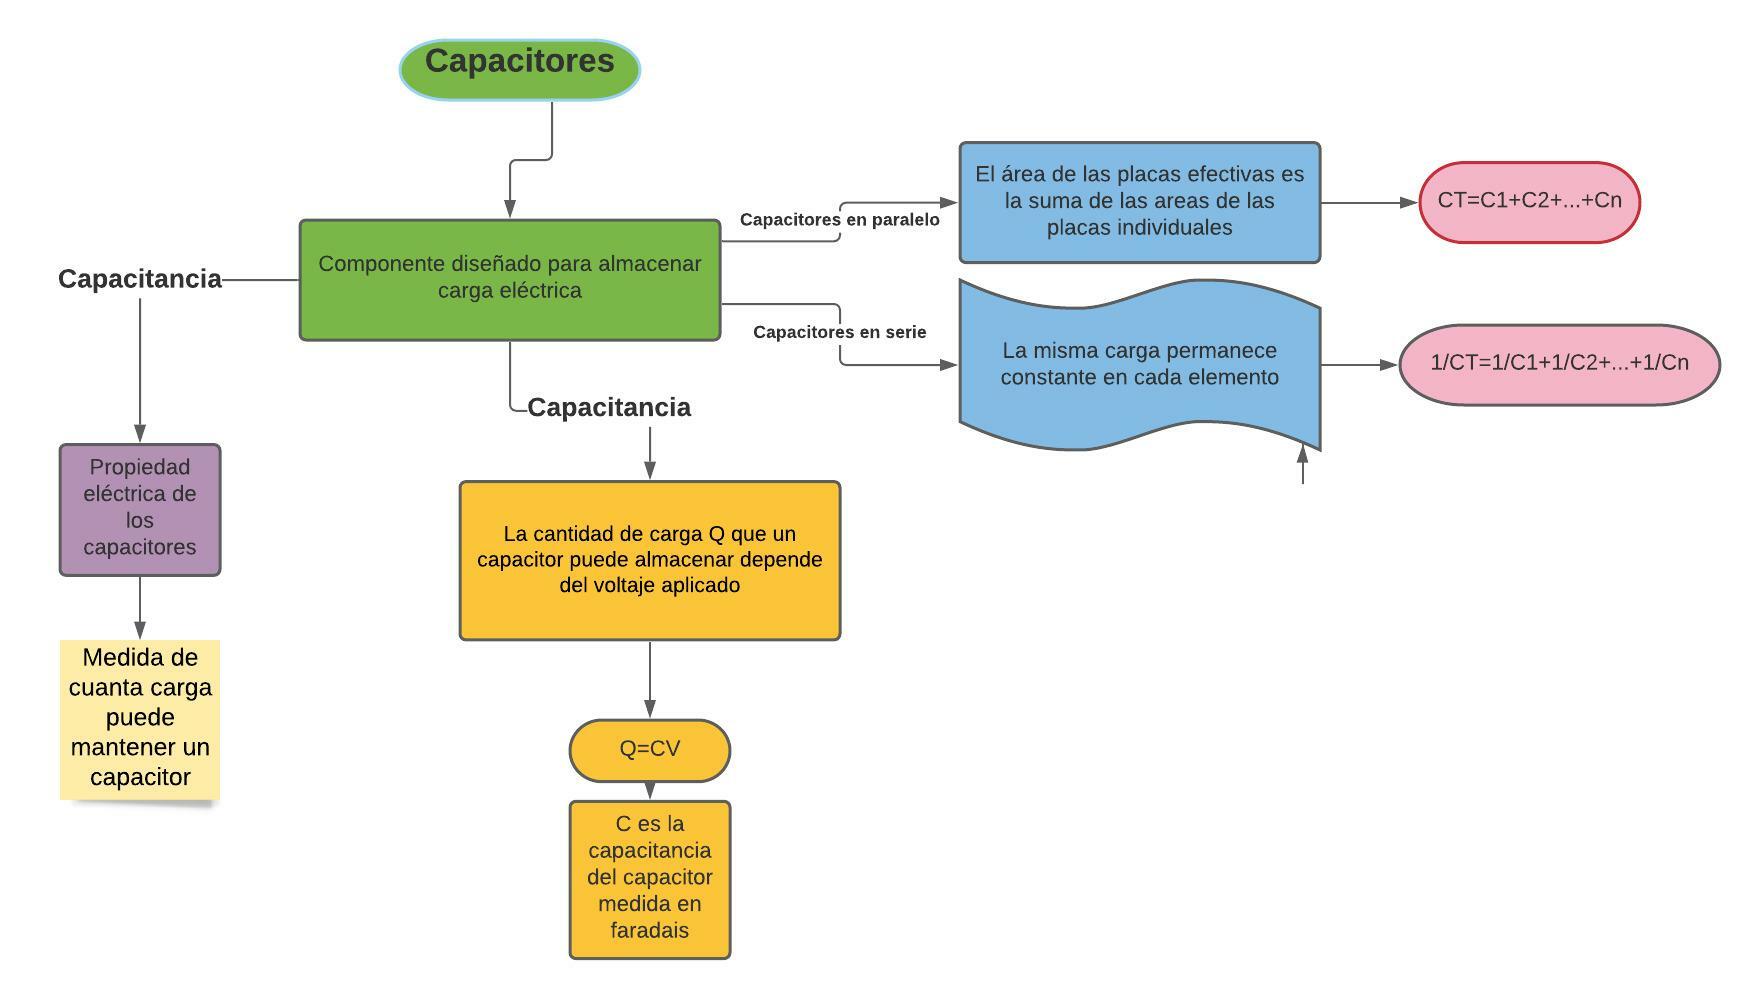 Capacitores
Componente diseñado para almacenar
carga eléctrica
Capacitores en paralelo
El área de las placas efectivas es
la suma de las areas de las
placas individuales
CT=C1+C2+...+Cn
Capacitores en serie
La misma carga permanece
constante en cada elemento
1/CT=1/C1+1/C2+...+1/Cn
Capacitancia
Propiedad
eléctrica de
los
capacitores
Medida de
cuanta carga
puede
mantener un
capacitor
Capacitancia
La cantidad de carga Q que un
capacitor puede almacenar depende
del voltaje aplicado
Q=CV
C es la
capacitancia
del capacitor
medida en
faradais